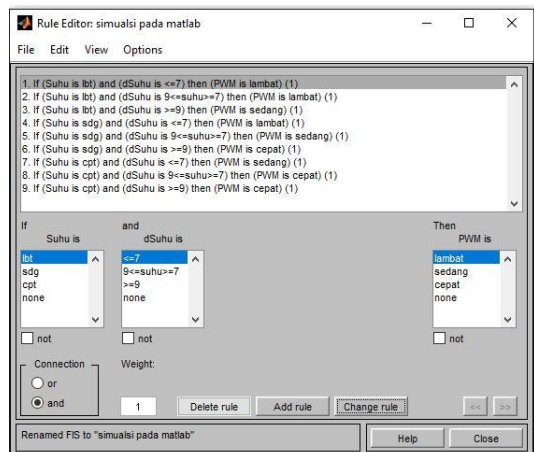 Rule Editor: simualsi pada matlab
File Edit View Options
1. If (Suhu is lbt) and (dSuhu is <=7) then (PWM is lambat) (1)
2. If (Suhu is lbt) and (dSuhu is 9<=suhu>=7) then (PWM is lambat) (1)
3. If (Suhu is lbt) and (dSuhu is >=9) then (PWM is sedang) (1)
4. If (Suhu is sdg) and (dSuhu is <=7) then (PWM is lambat) (1)
5. If (Suhu is sdg) and (dSuhu is 9<=suhu>=7) then (PWM is sedang) (1)
6. If (Suhu is sdg) and (dSuhu is >=9) then (PWM is cepat) (1)
7. If (Suhu is cpt) and (dSuhu is <=7) then (PWM is sedang) (1)
8. If (Suhu is cpt) and (dSuhu is 9<=suhu>=7) then (PWM is cepat) (1)
9. If (Suhu is cpt) and (dSuhu is >=9) then (PWM is cepat) (1)
If and Then
Suhu is dSuhu is PWM is
lbt <=7 lambat
sdg 9<=suhu>=7 sedang
cpt >=9 cepat
none none none
not not not
Connection Weight:
or
and 1 Delete rule Add rule Change rule << >>
Renamed FIS to "simualsi pada matlab" Help Close